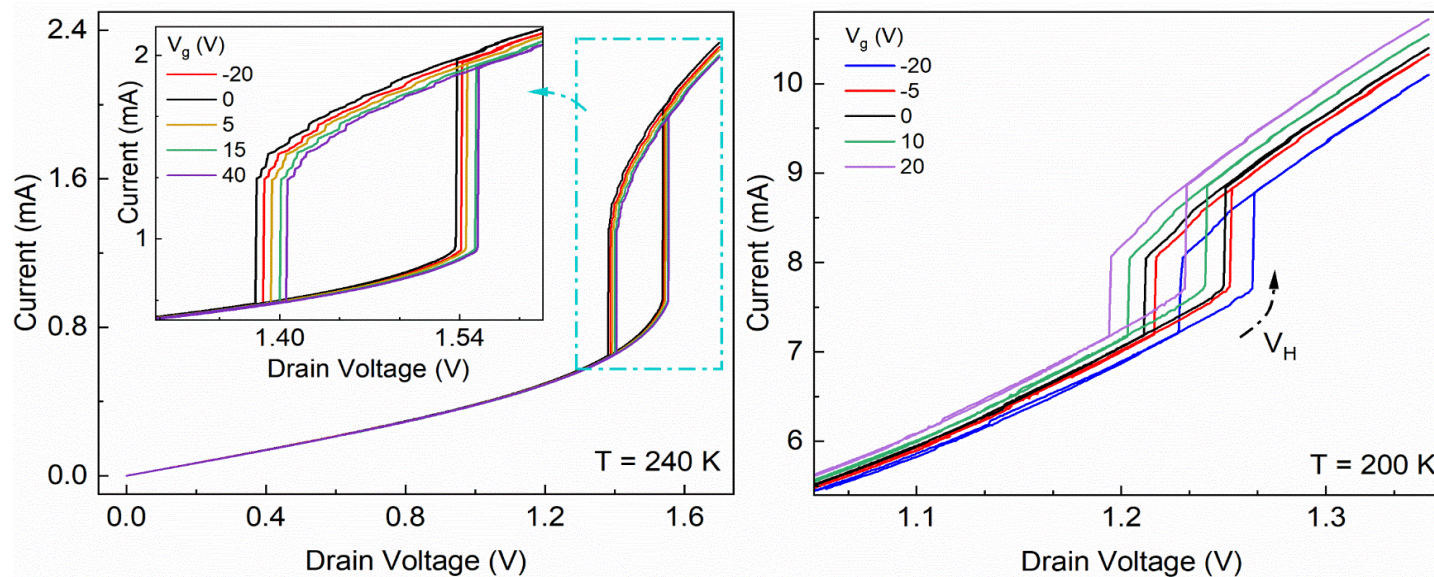 2.4
1.6
0.8
0.0
Current (mA)
0.0
0.4
0.8
1.2
1.6
Drain Voltage (V)
T = 240 K
Vg (V)
-20
0
5
15
40
2
1
Current (mA)
1.40
1.54
Drain Voltage (V)
10
9
8
7
6
Current (mA)
Vg (V)
-20
-5
0
10
20
VH
T = 200 K
1.1
1.2
1.3
Drain Voltage (V)